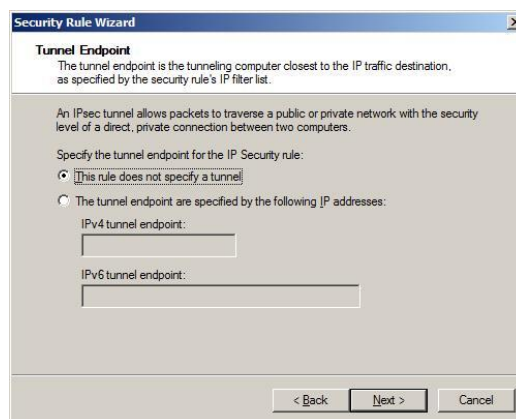 Security Rule Wizard
Tunnel Endpoint
The tunnel endpoint is the tunneling computer closest to the IP traffic destination,
as specified by the security rule's IP filter list.
An IPsec tunnel allows packets to traverse a public or private network with the security
level of a direct, private connection between two computers.
Specify the tunnel endpoint for the IP Security rule:
This rule does not specify a tunnel
The tunnel endpoint are specified by the following IP addresses:
IPv4 tunnel endpoint:
IPv6 tunnel endpoint:
< Back Next > Cancel